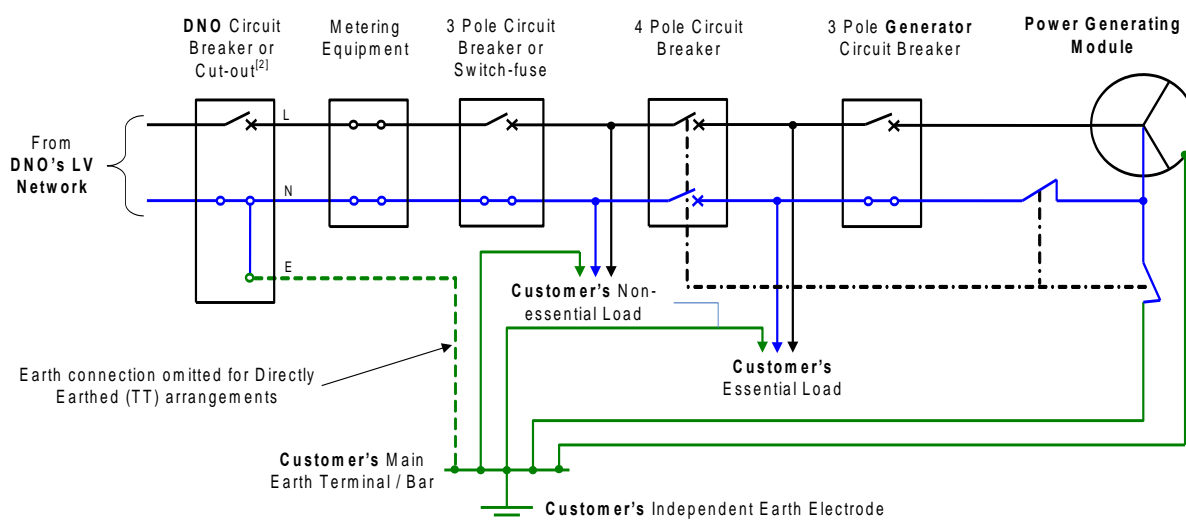 DNO Circuit
Breaker or
Cut-out[2]
Metering
Equipment
3 Pole Circuit
Breaker or
Switch-fuse
4 Pole Circuit
Breaker
3 Pole Generator
Circuit Breaker
Power Generating
Module
L
From
DNO's LV
Network
N
E
Customer's Non-
essential Load
Customer's
Essential Load
Earth connection omitted for Directly
Earthed (TT) arrangements
Customer's Main
Earth Terminal / Bar
Customer's Independent Earth Electrode